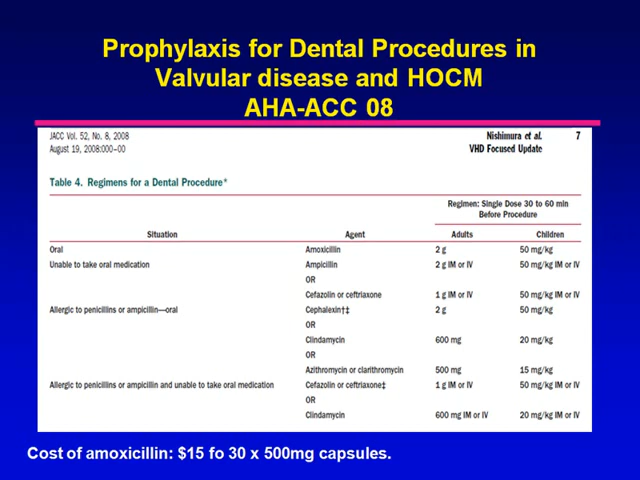 Prophylaxis for Dental Procedures in
Valvular disease and HOCM
AHA-ACC 08
JACC Vol. 52, No. 8, 2008 Nishimura et al. 7
August 19, 2008:000–00 VHD Focused Update
Table 4. Regimens for a Dental Procedure*
Regimen: Single Dose 30 to 60 min
Before Procedure
Situation Agent Adults Children
Oral Amoxicillin 2 g 50 mg/kg
Unable to take oral medication Ampicillin 2 g IM or IV 50 mg/kg IM or IV
OR
Cefazolin or ceftriaxone 1 g IM or IV 50 mg/kg IM or IV
Allergic to penicillins or ampicillin—oral Cephalexin†‡ 2 g 50 mg/kg
OR
Clindamycin 600 mg 20 mg/kg
OR
Azithromycin or clarithromycin 500 mg 15 mg/kg
Allergic to penicillins or ampicillin and unable to take oral medication Cefazolin or ceftriaxone‡ 1 g IM or IV 50 mg/kg IM or IV
OR
Clindamycin 600 mg IM or IV 20 mg/kg IM or IV
Cost of amoxicillin: $15 fo 30 x 500mg capsules.